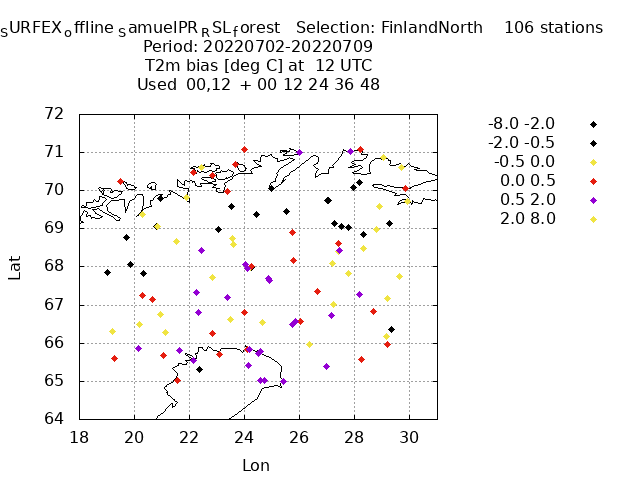 SURFEXoffline SamuelPRRSLforest Selection: FinlandNorth 106 stations
Period: 20220702-20220709
T2m bias [deg C] at 12 UTC
Used 00,12 + 00 12 24 36 48
72
71
70
69
68
67
66
65
64
18 20 22 24 26 28 30
Lat
Lon
-8.0 -2.0
-2.0 -0.5
-0.5 0.0
0.0 0.5
0.5 2.0
2.0 8.0